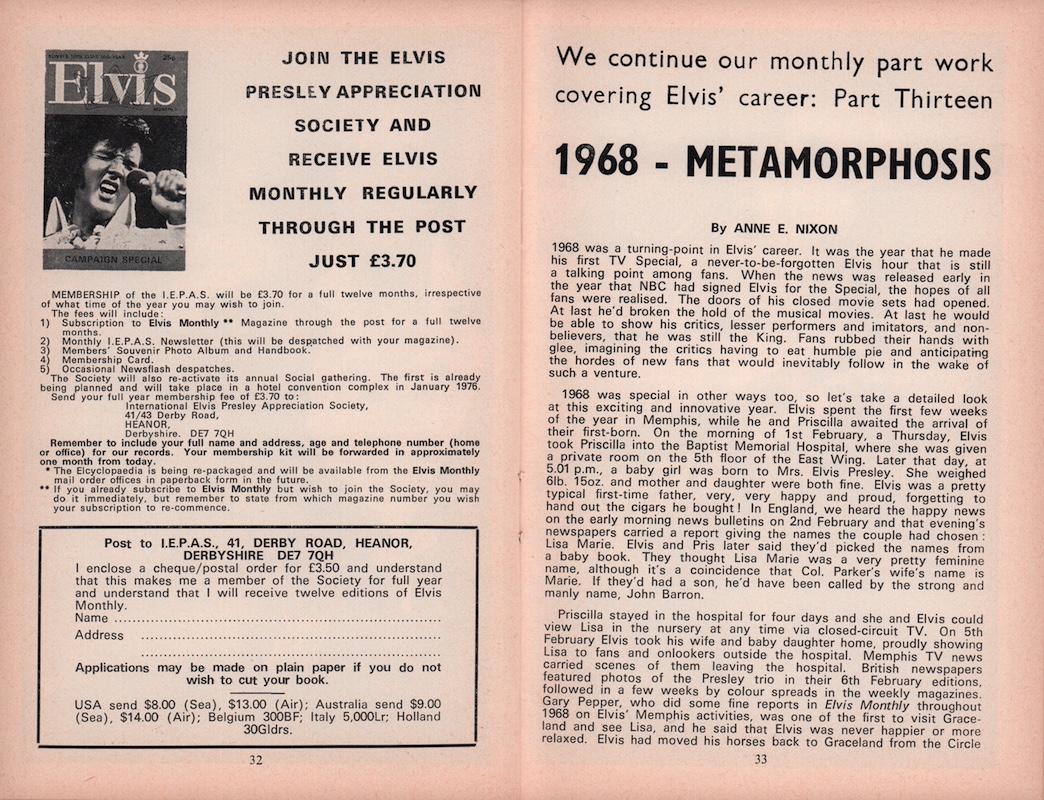 Elvis
25p
MONTHLY
CAMPAIGN SPECIAL
JOIN THE ELVIS
PRESLEY APPRECIATION
SOCIETY AND
RECEIVE ELVIS
MONTHLY REGULARLY
THROUGH THE POST
JUST £3.70
MEMBERSHIP of the I.E.P.A.S. will be £3.70 for a full twelve months, irrespective
of what time of the year you may wish to join.
The fees will include:
1) Subscription to Elvis Monthly ** Magazine through the post for a full twelve
months.
2) Monthly I.E.P.A.S. Newsletter (this will be despatched with your magazine).
3) Members' Souvenir Photo Album and Handbook.
4) Membership Card.
5) Occasional Newsflash despatches.
The Society will also re-activate its annual Social gathering. The first is already
being planned and will take place in a hotel convention complex in January 1976.
Send your full year membership fee of £3.70 to:
International Elvis Presley Appreciation Society,
41/43 Derby Road,
HEANOR,
Derbyshire. DE7 7QH
Remember to include your full name and address, age and telephone number (home
or office) for our records. Your membership kit will be forwarded in approximately
one month from today.
* The Elcyclopaedia is being re-packaged and will be available from the Elvis Monthly
mail order offices in paperback form in the future.
** If you already subscribe to Elvis Monthly but wish to join the Society, you may
do it immediately, but remember to state from which magazine number you wish
your subscription to re-commence.
Post to I.E.P.A.S., 41, DERBY ROAD, HEANOR,
DERBYSHIRE DE7 7QH
I enclose a cheque/postal order for £3.50 and understand
that this makes me a member of the Society for full year
and understand that I will receive twelve editions of Elvis
Monthly.
Name
Address
Applications may be made on plain paper if you do not
wish to cut your book.
USA send $8.00 (Sea), $13.00 (Air); Australia send $9.00
(Sea), $14.00 (Air); Belgium 300BF; Italy 5,000Lr; Holland
30Gldrs.
32
We continue our monthly part work
covering Elvis' career: Part Thirteen
1968 - METAMORPHOSIS
By ANNE E. NIXON
1968 was a turning-point in Elvis' career. It was the year that he made
his first TV Special, a never-to-be-forgotten Elvis hour that is still
a talking point among fans. When the news was released early in
the year that NBC had signed Elvis for the Special, the hopes of all
fans were realised. The doors of his closed movie sets had opened.
At last he'd broken the hold of the musical movies. At last he would
be able to show his critics, lesser performers and imitators, and non-
believers, that he was still the King. Fans rubbed their hands with
glee, imagining the critics having to eat humble pie and anticipating
the hordes of new fans that would inevitably follow in the wake of
such a venture.
1968 was special in other ways too, so let's take a detailed look
at this exciting and innovative year. Elvis spent the first few weeks
of the year in Memphis, while he and Priscilla awaited the arrival of
their first-born. On the morning of 1st February, a Thursday, Elvis
took Priscilla into the Baptist Memorial Hospital, where she was given
a private room on the 5th floor of the East Wing. Later that day, at
5.01 p.m., a baby girl was born to Mrs. Elvis Presley. She weighed
6lb. 15oz. and mother and daughter were both fine. Elvis was a pretty
typical first-time father, very, very happy and proud, forgetting to
hand out the cigars he bought! In England, we heard the happy news
on the early morning news bulletins on 2nd February and that evening's
newspapers carried a report giving the names the couple had chosen:
Lisa Marie. Elvis and Pris later said they'd picked the names from
a baby book. They thought Lisa Marie was a very pretty feminine
name, although it's a coincidence that Col. Parker's wife's name is
Marie. If they'd had a son, he'd have been called by the strong and
manly name, John Barron.
Priscilla stayed in the hospital for four days and she and Elvis could
view Lisa in the nursery at any time via closed-circuit TV. On 5th
February Elvis took his wife and baby daughter home, proudly showing
Lisa to fans and onlookers outside the hospital. Memphis TV news
carried scenes of them leaving the hospital. British newspapers
featured photos of the Presley trio in their 6th February editions,
followed in a few weeks by colour spreads in the weekly magazines.
Gary Pepper, who did some fine reports in Elvis Monthly throughout
1968 on Elvis' Memphis activities, was one of the first to visit Grace-
land and see Lisa, and he said that Elvis was never happier or more
relaxed. Elvis had moved his horses back to Graceland from the Circle
33